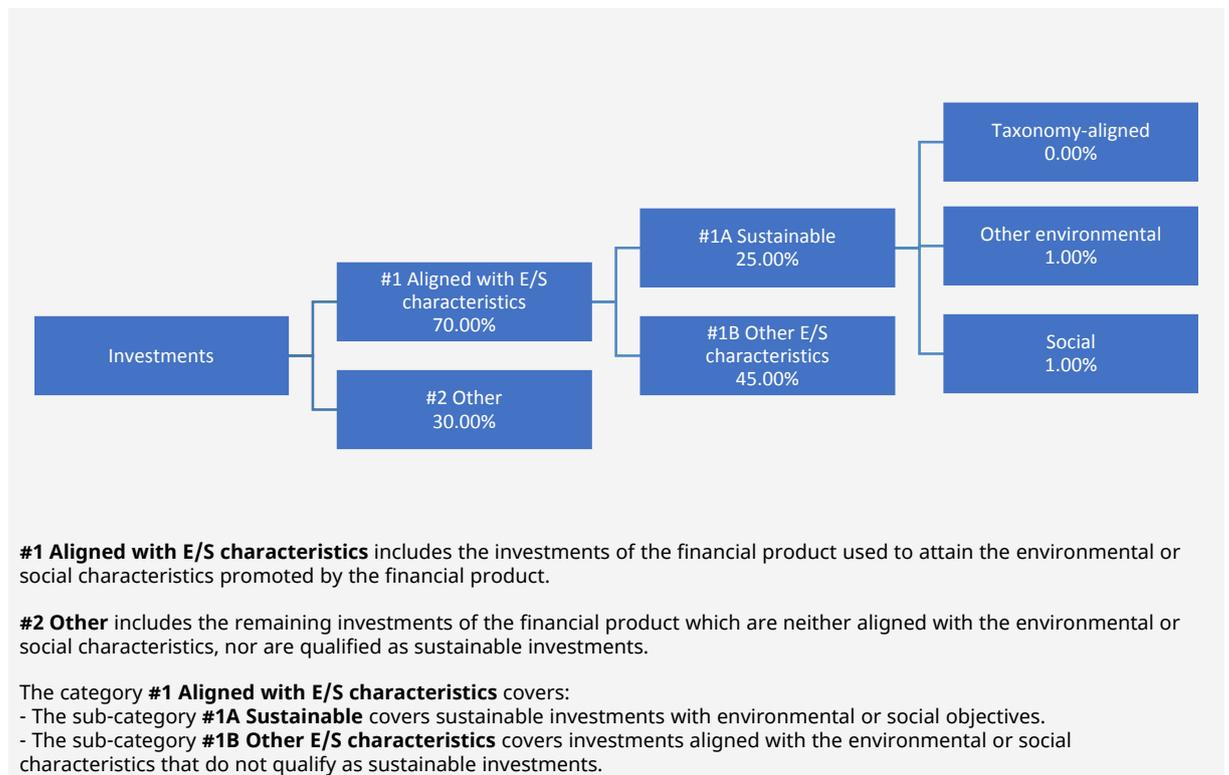 Taxonomy-aligned
0.00%
#1A Sustainable
25.00%
Other environmental
1.00%
#1 Aligned with E/S
characteristics
70.00%
Investments
#1B Other E/S
characteristics
45.00%
Social
1.00%
#2 Other
30.00%
#1 Aligned with E/S characteristics includes the investments of the financial product used to attain the environmental or
social characteristics promoted by the financial product.
#2 Other includes the remaining investments of the financial product which are neither aligned with the environmental or
social characteristics, nor are qualified as sustainable investments.
The category #1 Aligned with E/S characteristics covers:
- The sub-category #1A Sustainable covers sustainable investments with environmental or social objectives.
- The sub-category #1B Other E/S characteristics covers investments aligned with the environmental or social
characteristics that do not qualify as sustainable investments.